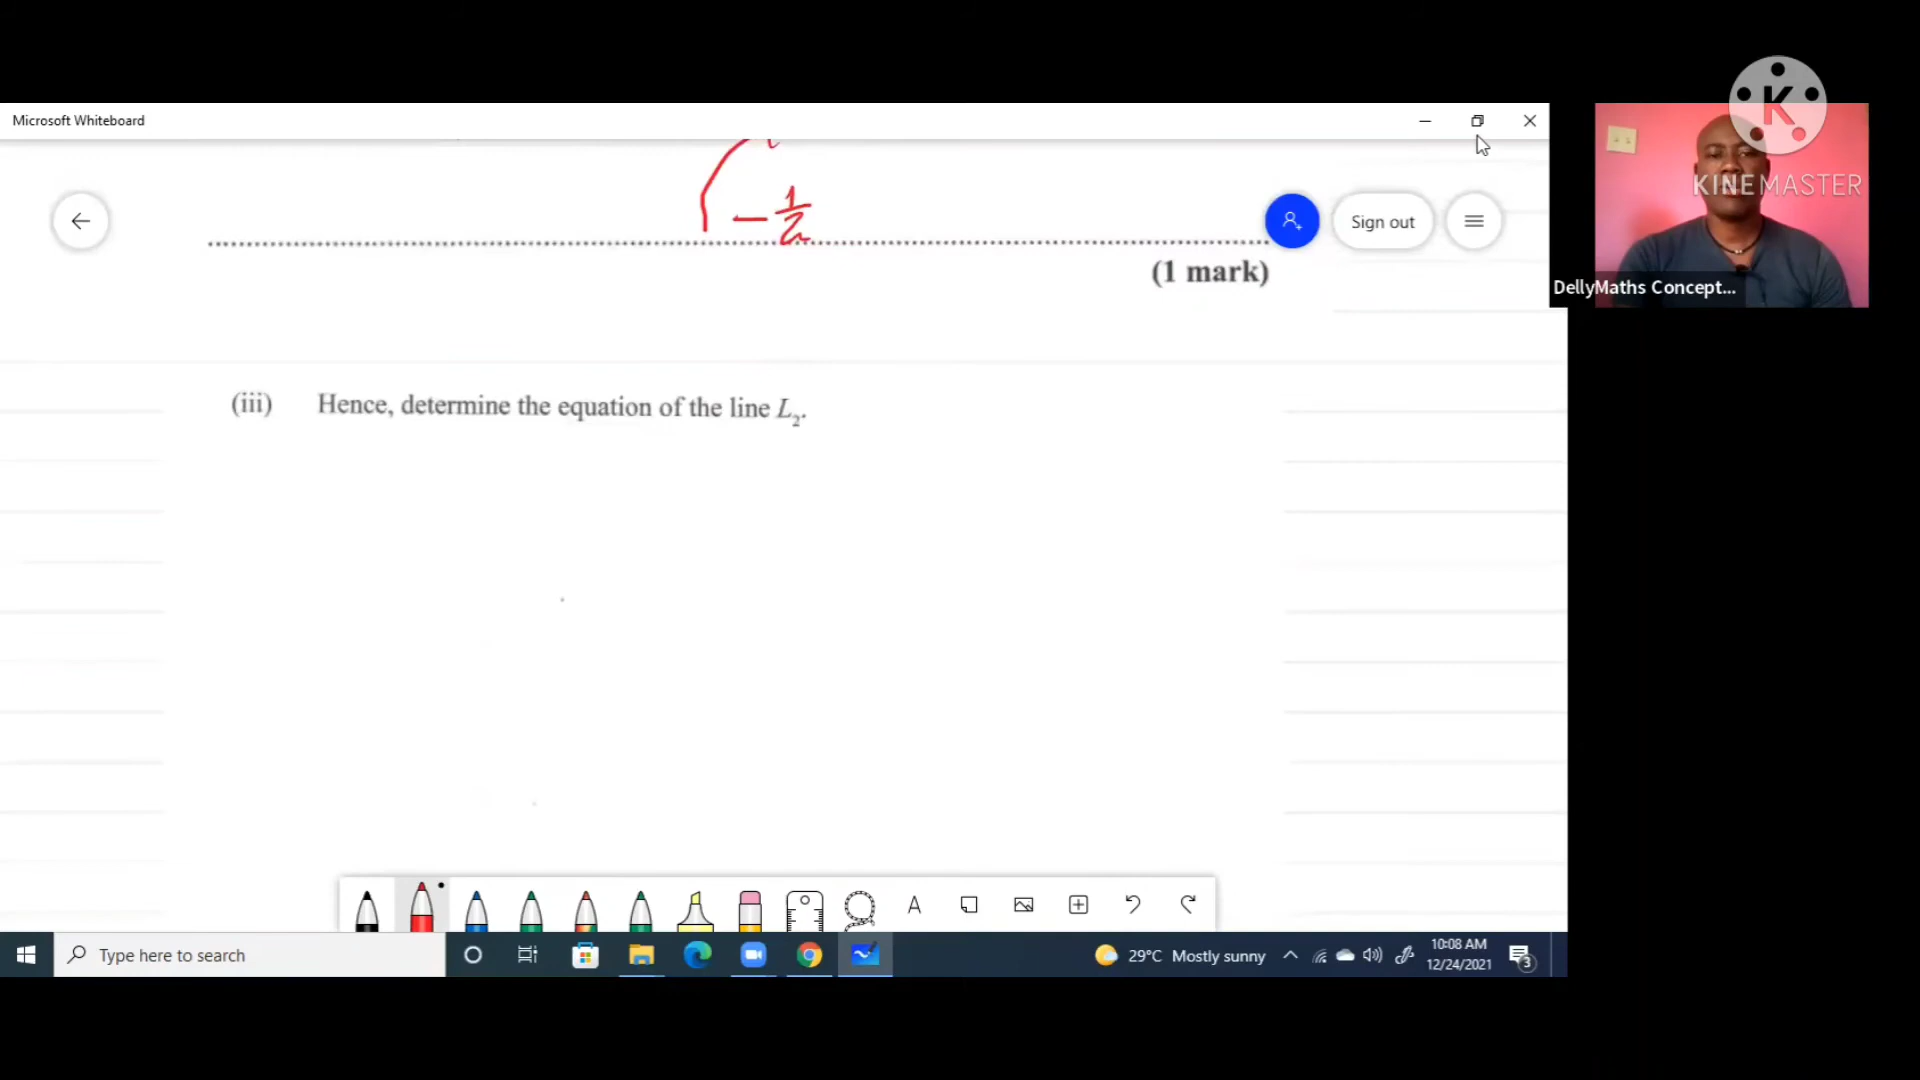 Microsoft Whiteboard
K
KINEMASTER
Sign out
- 1/2
(1 mark)
DellyMaths Concept...
(iii) Hence, determine the equation of the line L₂.
A
Type here to search
29°C Mostly sunny
10:08 AM
12/24/2021
3